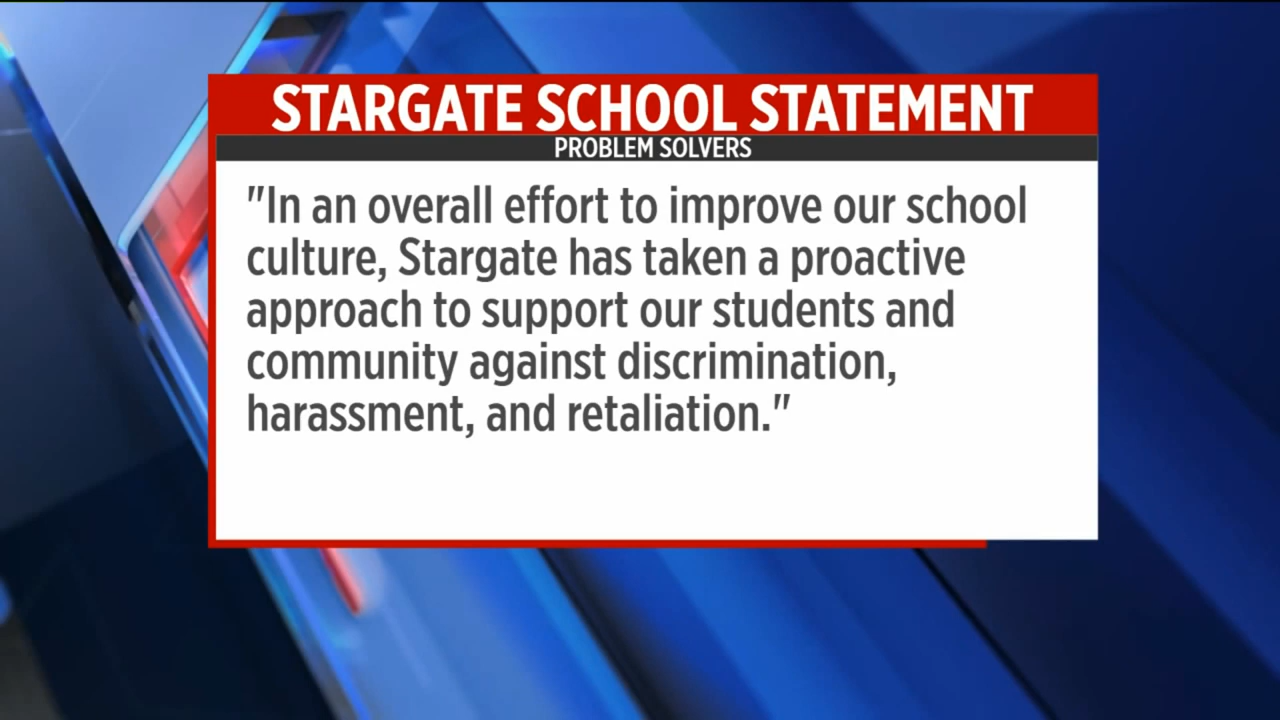 STARGATE SCHOOL STATEMENT
PROBLEM SOLVERS
"In an overall effort to improve our school
culture, Stargate has taken a proactive
approach to support our students and
community against discrimination,
harassment, and retaliation."